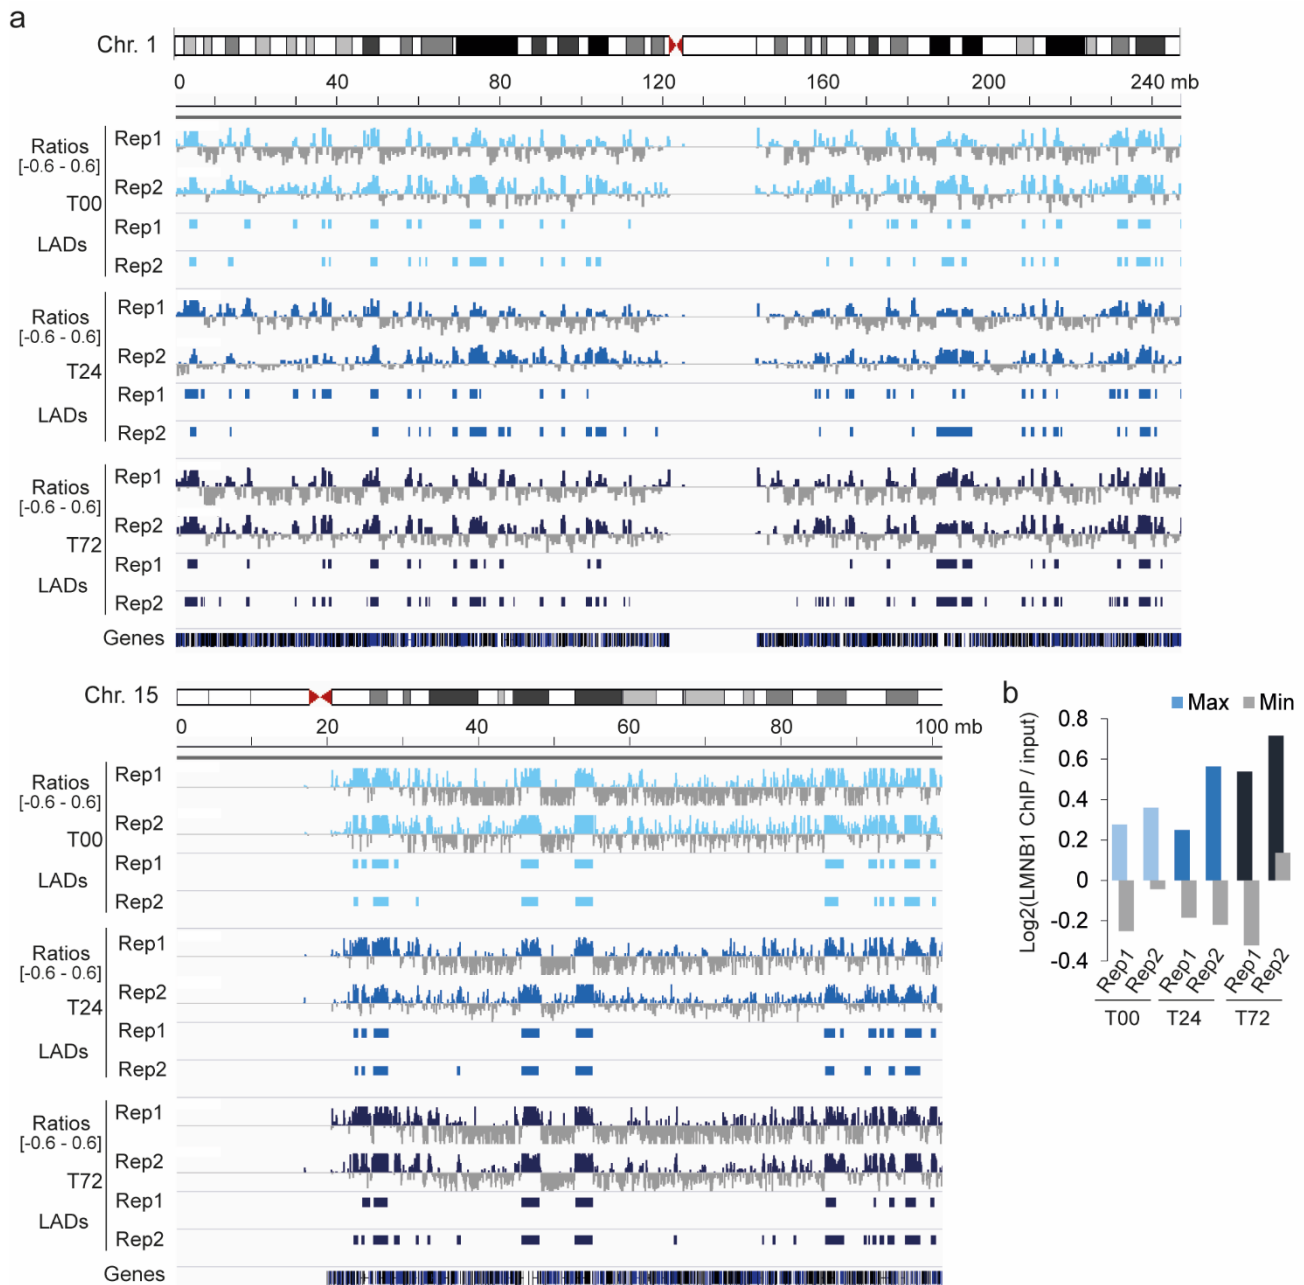 a
Chr. 1
0 40 80 120 160 200 240 mb
Ratios
[-0.6 - 0.6]
T00
Rep1
Rep2
LADs
Rep1
Rep2
Ratios
[-0.6 - 0.6]
T24
Rep1
Rep2
LADs
Rep1
Rep2
Ratios
[-0.6 - 0.6]
T72
Rep1
Rep2
LADs
Rep1
Rep2
Genes
Chr. 15
0 20 40 60 80 100 mb
Ratios
[-0.6 - 0.6]
T00
Rep1
Rep2
LADs
Rep1
Rep2
Ratios
[-0.6 - 0.6]
T24
Rep1
Rep2
LADs
Rep1
Rep2
Ratios
[-0.6 - 0.6]
T72
Rep1
Rep2
LADs
Rep1
Rep2
Genes
b
Max Min
Log2(LMNB1 ChIP / input)
0.8
0.6
0.4
0.2
0
-0.2
-0.4
Rep1 Rep2 Rep1 Rep2 Rep1 Rep2
T00 T24 T72